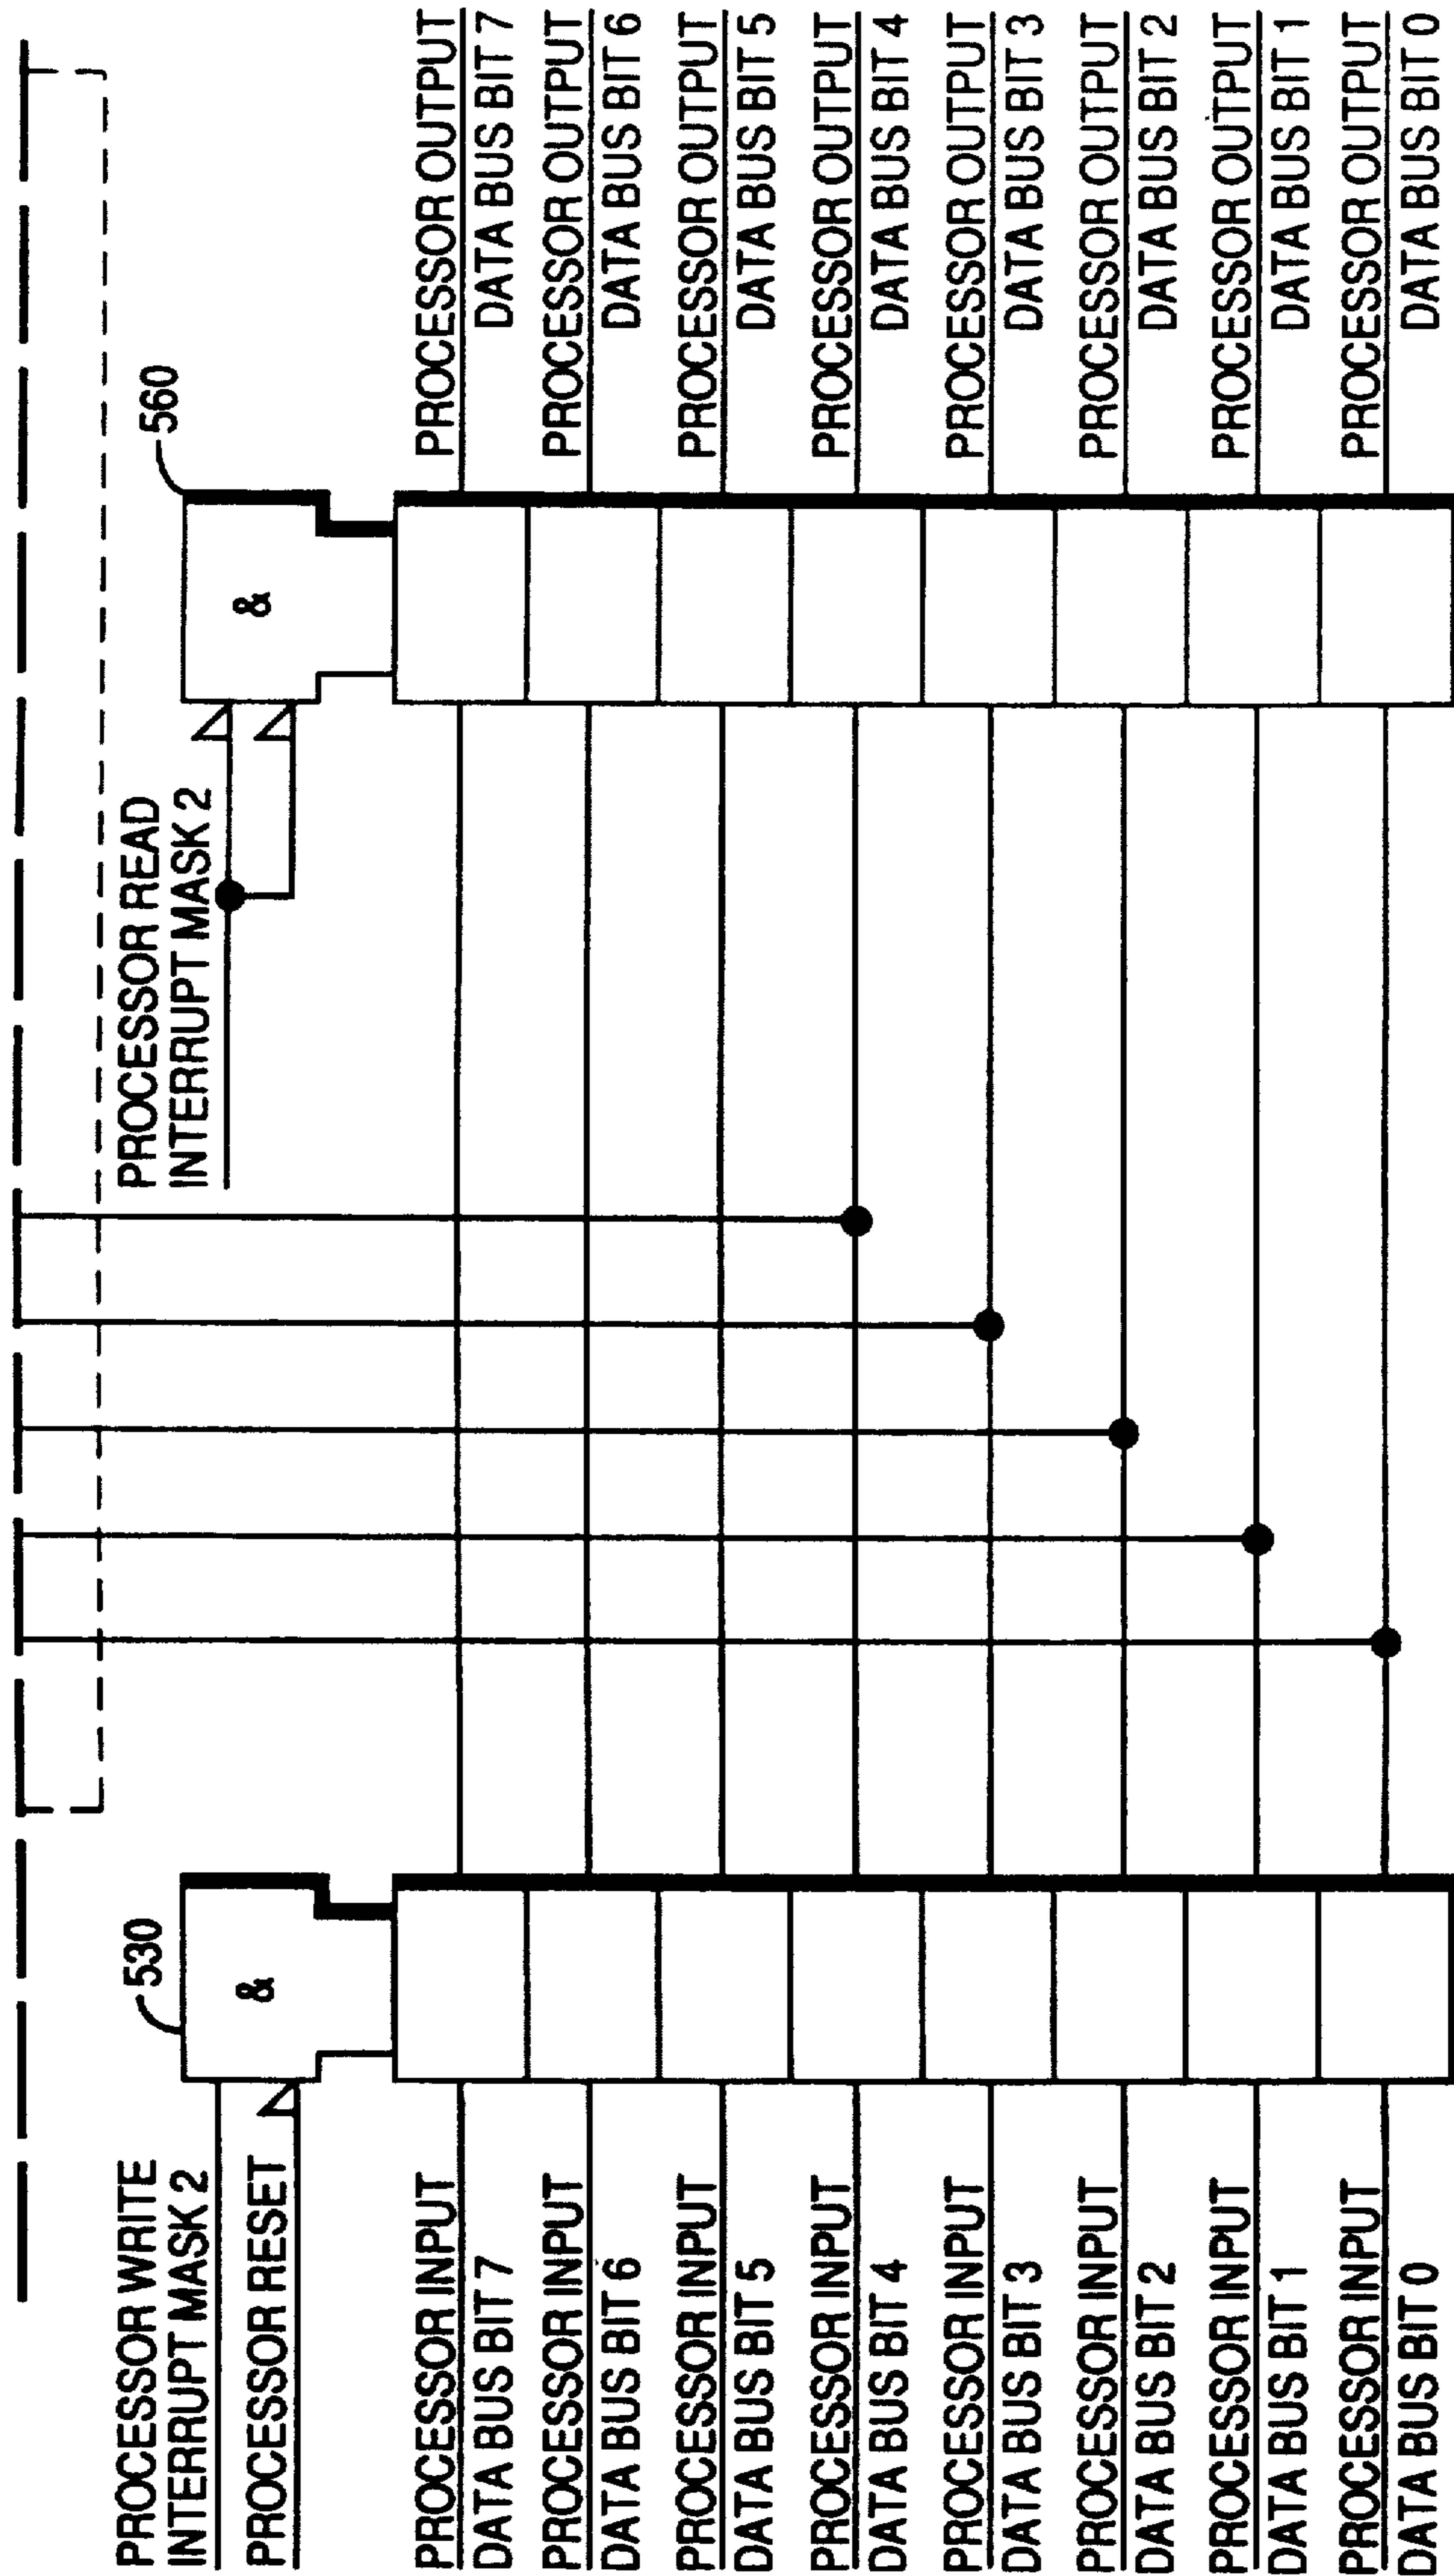 PROCESSOR WRITE
INTERRUPT MASK 2
PROCESSOR RESET
530
&
PROCESSOR INPUT
DATA BUS BIT 7
PROCESSOR INPUT
DATA BUS BIT 6
PROCESSOR INPUT
DATA BUS BIT 5
PROCESSOR INPUT
DATA BUS BIT 4
PROCESSOR INPUT
DATA BUS BIT 3
PROCESSOR INPUT
DATA BUS BIT 2
PROCESSOR INPUT
DATA BUS BIT 1
PROCESSOR INPUT
DATA BUS BIT 0
PROCESSOR READ
INTERRUPT MASK 2
560
&
PROCESSOR OUTPUT
DATA BUS BIT 7
PROCESSOR OUTPUT
DATA BUS BIT 6
PROCESSOR OUTPUT
DATA BUS BIT 5
PROCESSOR OUTPUT
DATA BUS BIT 4
PROCESSOR OUTPUT
DATA BUS BIT 3
PROCESSOR OUTPUT
DATA BUS BIT 2
PROCESSOR OUTPUT
DATA BUS BIT 1
PROCESSOR OUTPUT
DATA BUS BIT 0